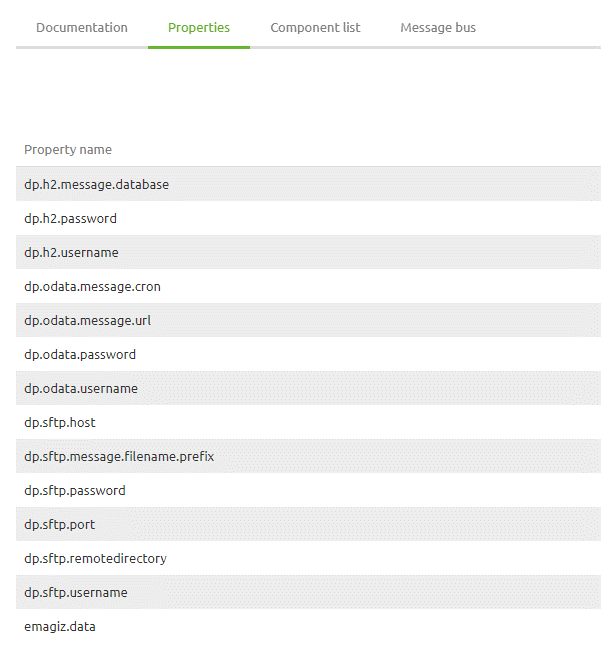 Documentation Properties Component list Message bus
Property name
dp.h2.message.database
dp.h2.password
dp.h2.username
dp.odata.message.cron
dp.odata.message.url
dp.odata.password
dp.odata.username
dp.sftp.host
dp.sftp.message.filename.prefix
dp.sftp.password
dp.sftp.port
dp.sftp.remotedirectory
dp.sftp.username
emagiz.data